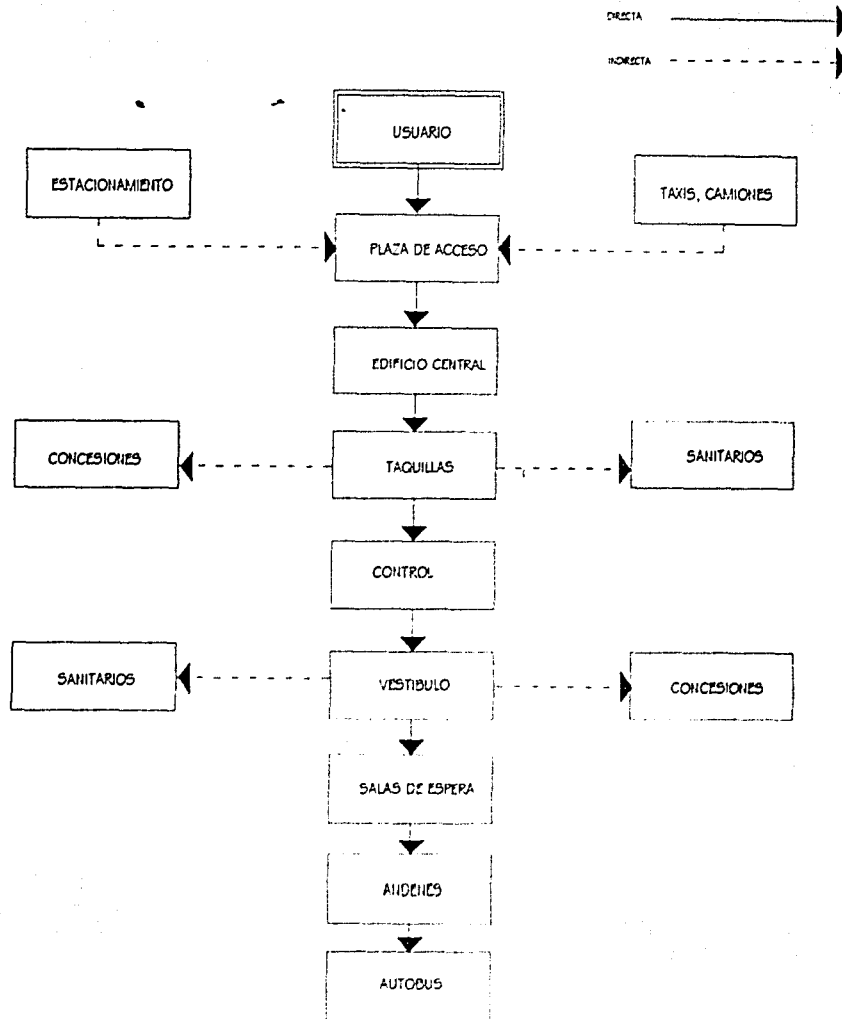 DIRECTA
INDIRECTA
USUARIO
ESTACIONAMIENTO
TAXIS, CAMIONES
PLAZA DE ACCESO
EDIFICIO CENTRAL
CONCESIONES
TAQUILLAS
SANITARIOS
CONTROL
SANITARIOS
VESTIBULO
CONCESIONES
SALAS DE ESPERA
ANDENES
AUTOBUS